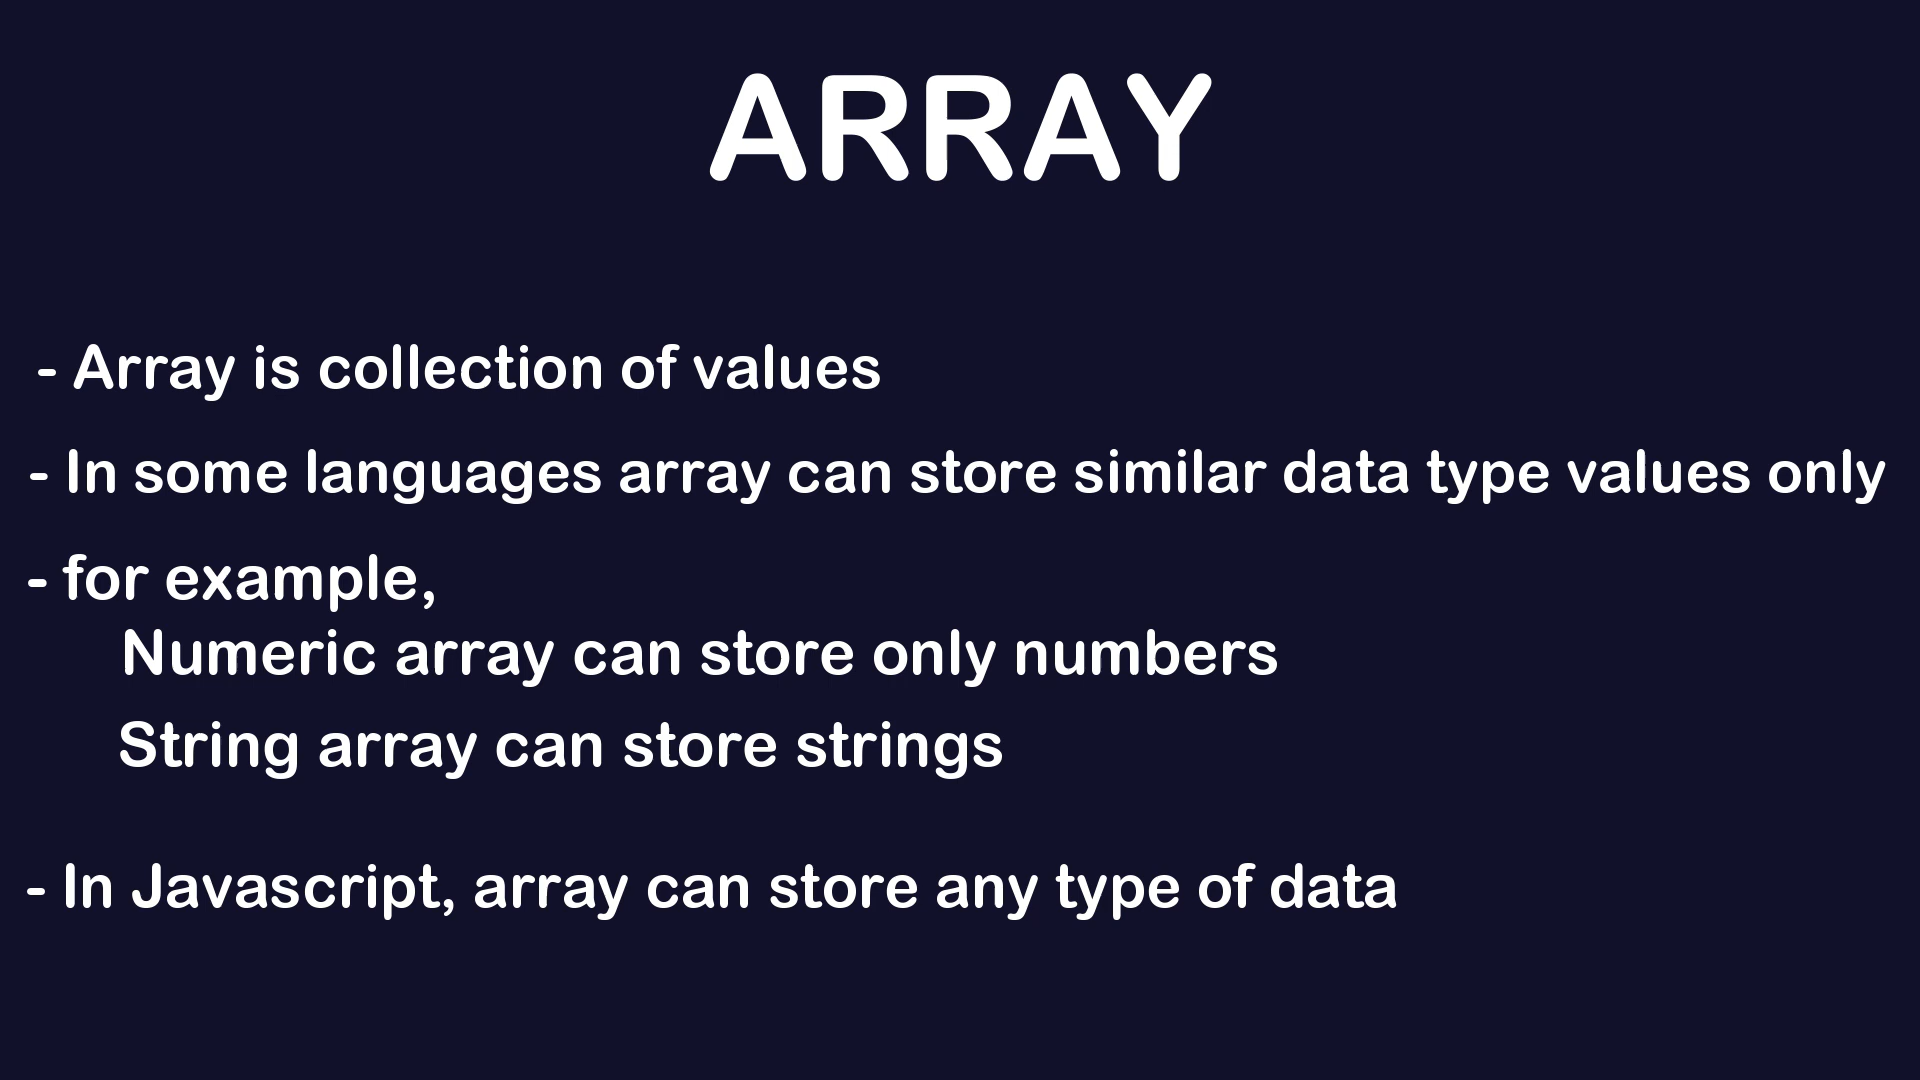 ARRAY
- Array is collection of values
- In some languages array can store similar data type values only
- for example,
Numeric array can store only numbers
String array can store strings
- In Javascript, array can store any type of data